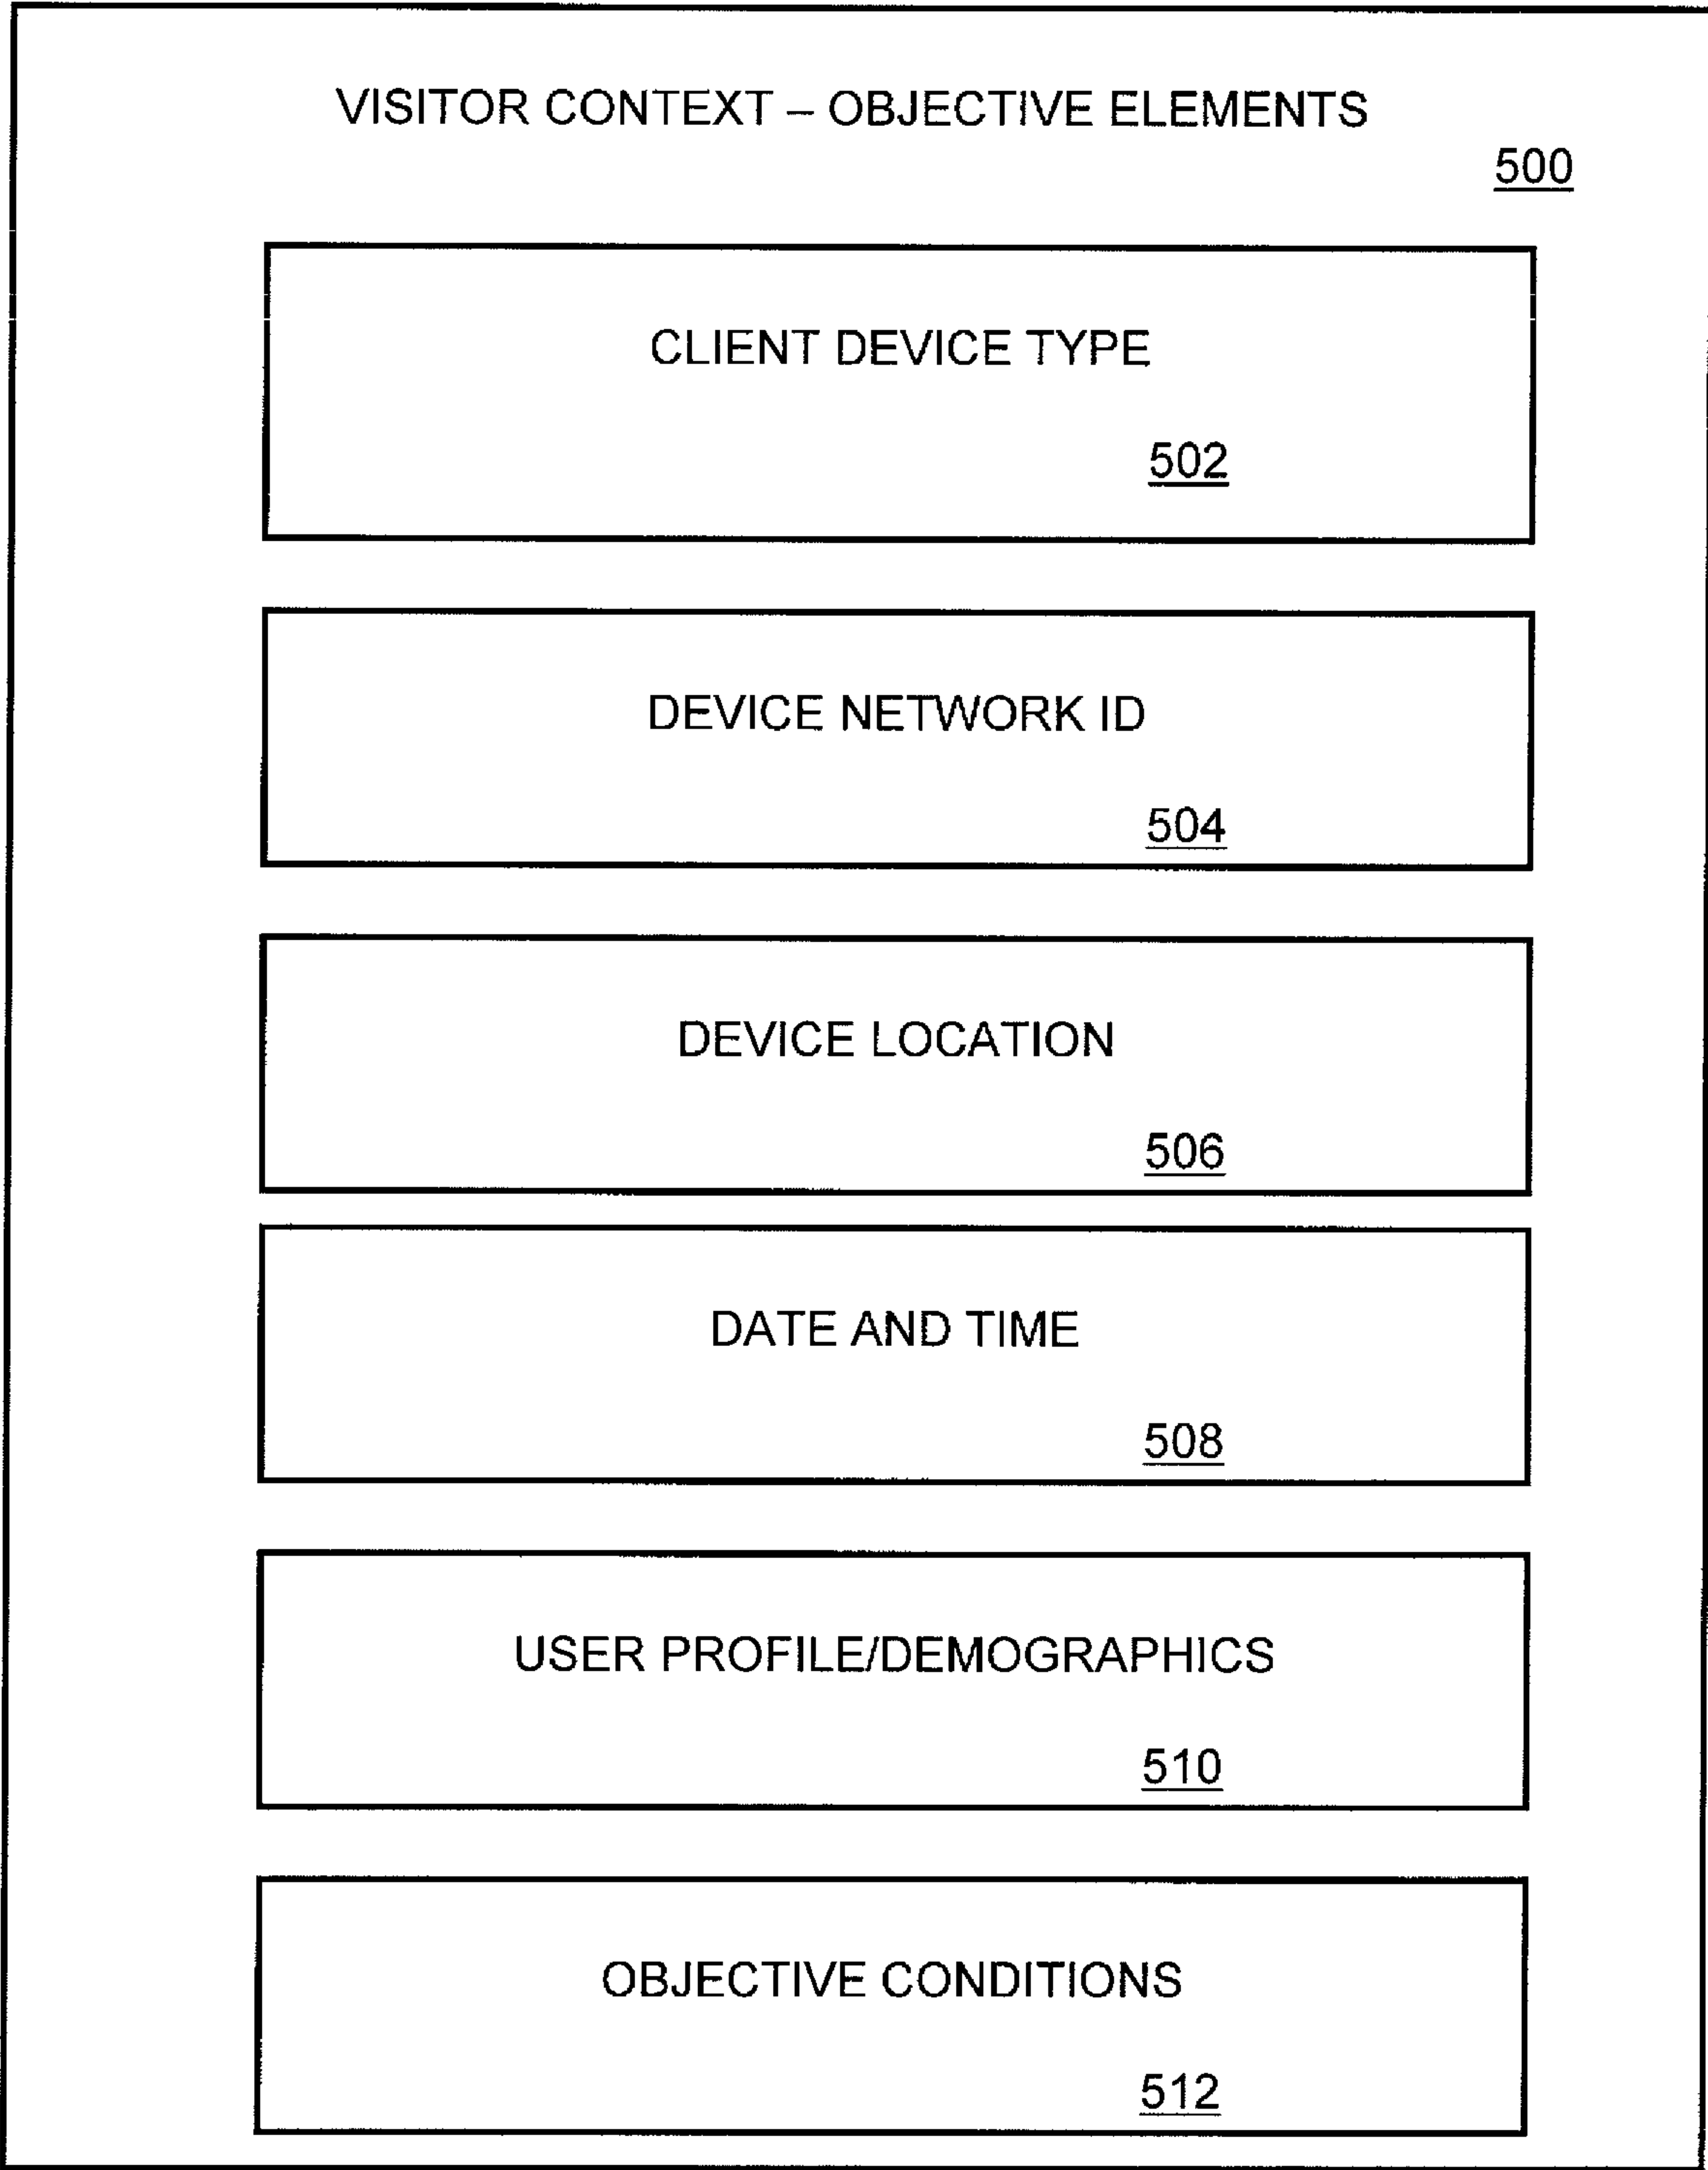 VISITOR CONTEXT – OBJECTIVE ELEMENTS
500
CLIENT DEVICE TYPE
502
DEVICE NETWORK ID
504
DEVICE LOCATION
506
DATE AND TIME
508
USER PROFILE/DEMOGRAPHICS
510
OBJECTIVE CONDITIONS
512